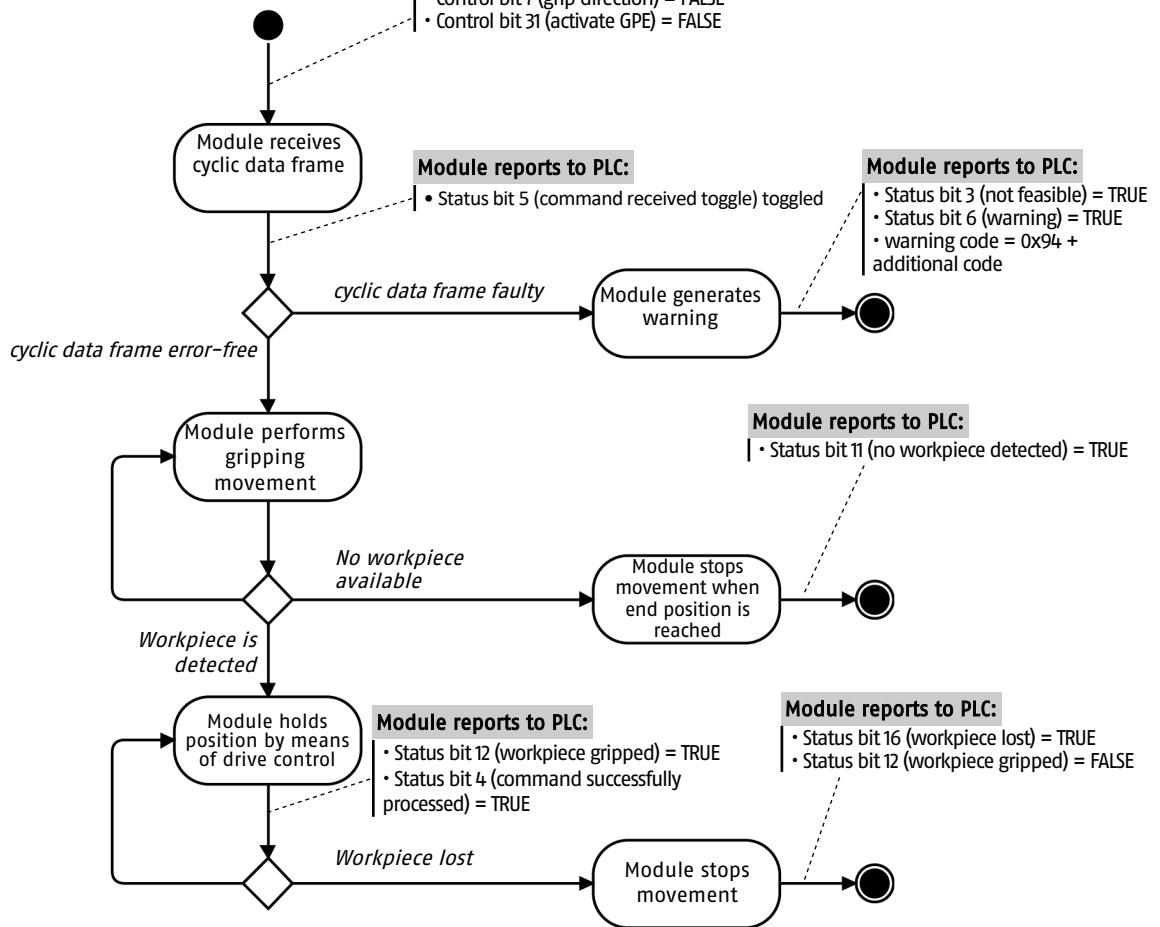 control bit 7 (grip direction) = FALSE
• Control bit 31 (activate GPE) = FALSE
Module receives
cyclic data frame
Module reports to PLC:
• Status bit 5 (command received toggle) toggled
Module reports to PLC:
• Status bit 3 (not feasible) = TRUE
• Status bit 6 (warning) = TRUE
• warning code = 0x94 +
additional code
cyclic data frame faulty
Module generates
warning
cyclic data frame error-free
Module performs
gripping
movement
Module reports to PLC:
• Status bit 11 (no workpiece detected) = TRUE
No workpiece
available
Module stops
movement when
end position is
reached
Workpiece is
detected
Module holds
position by means
of drive control
Module reports to PLC:
• Status bit 12 (workpiece gripped) = TRUE
• Status bit 4 (command successfully
processed) = TRUE
Module reports to PLC:
• Status bit 16 (workpiece lost) = TRUE
• Status bit 12 (workpiece gripped) = FALSE
Workpiece lost
Module stops
movement